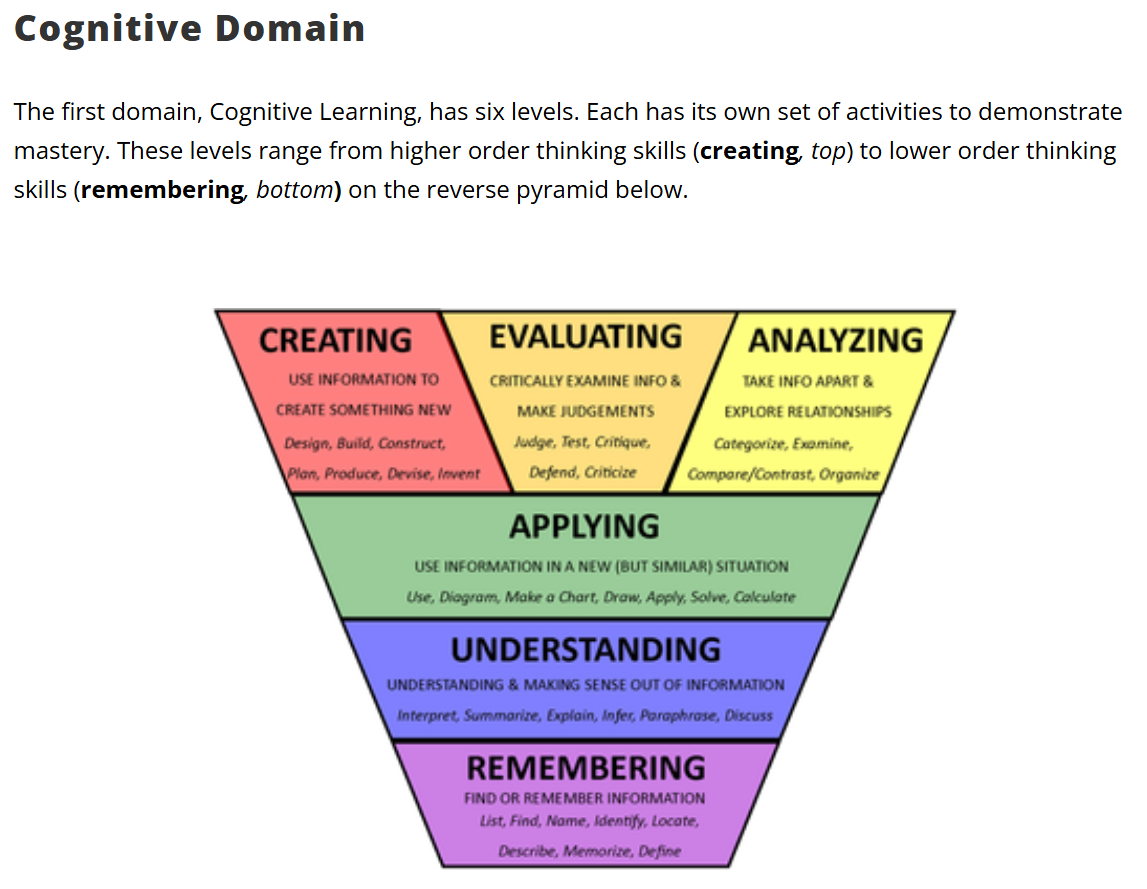 Cognitive Domain
The first domain, Cognitive Learning, has six levels. Each has its own set of activities to demonstrate
mastery. These levels range from higher order thinking skills (creating, top) to lower order thinking
skills (remembering, bottom) on the reverse pyramid below.
CREATING
USE INFORMATION TO
CREATE SOMETHING NEW
Design, Build, Construct,
Plan, Produce, Devise, Invent
EVALUATING
CRITICALLY EXAMINE INFO &
MAKE JUDGEMENTS
Judge, Test, Critique,
Defend, Criticize
ANALYZING
TAKE INFO APART &
EXPLORE RELATIONSHIPS
Categorize, Examine,
Compare/Contrast, Organize
APPLYING
USE INFORMATION IN A NEW (BUT SIMILAR) SITUATION
Use, Diagram, Make a Chart, Draw, Apply, Solve, Calculate
UNDERSTANDING
UNDERSTANDING & MAKING SENSE OUT OF INFORMATION
Interpret, Summarize, Explain, Infer, Paraphrase, Discuss
REMEMBERING
FIND OR REMEMBER INFORMATION
List, Find, Name, Identify, Locate,
Describe, Memorize, Define